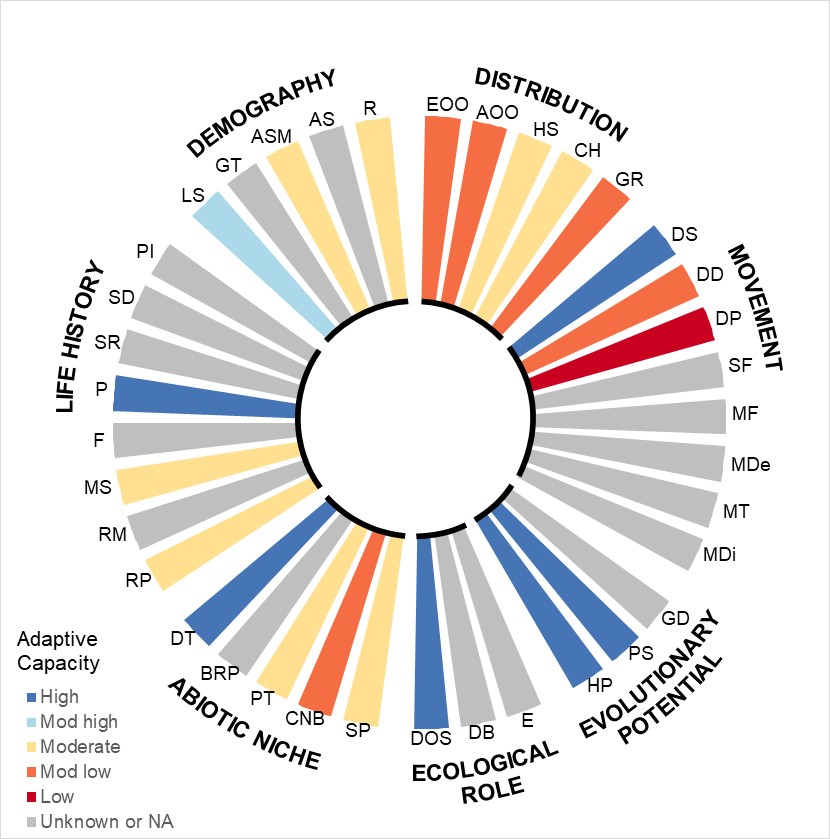 DISTRIBUTION
EOO
AOO
HS
CH
GR
MOVEMENT
DS
DD
DP
SF
MF
MDe
MT
MDi
EVOLUTIONARY
POTENTIAL
GD
PS
HP
ECOLOGICAL
ROLE
E
DB
DOS
ABIOTIC NICHE
SP
CNB
PT
BRP
DT
LIFE HISTORY
RP
RM
MS
F
P
SR
SD
PI
DEMOGRAPHY
LS
GT
ASM
AS
R
Adaptive
Capacity
High
Mod high
Moderate
Mod low
Low
Unknown or NA